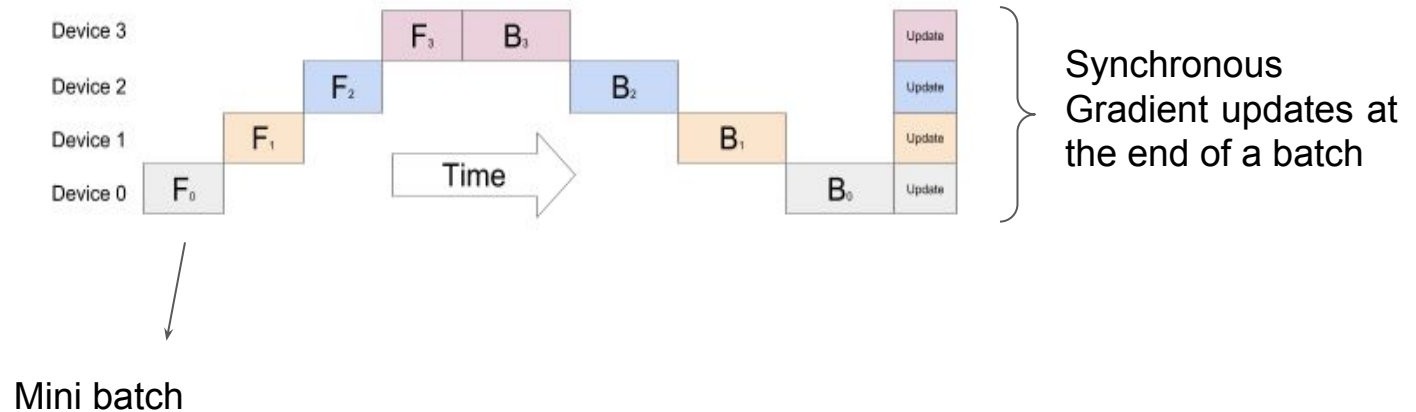 Device 3 F₃ B₃ Update
Device 2 F₂ B₂ Update
Device 1 F₁ B₁ Update
Device 0 F₀ B₀ Update
Time
Synchronous
Gradient updates at
the end of a batch
Mini batch